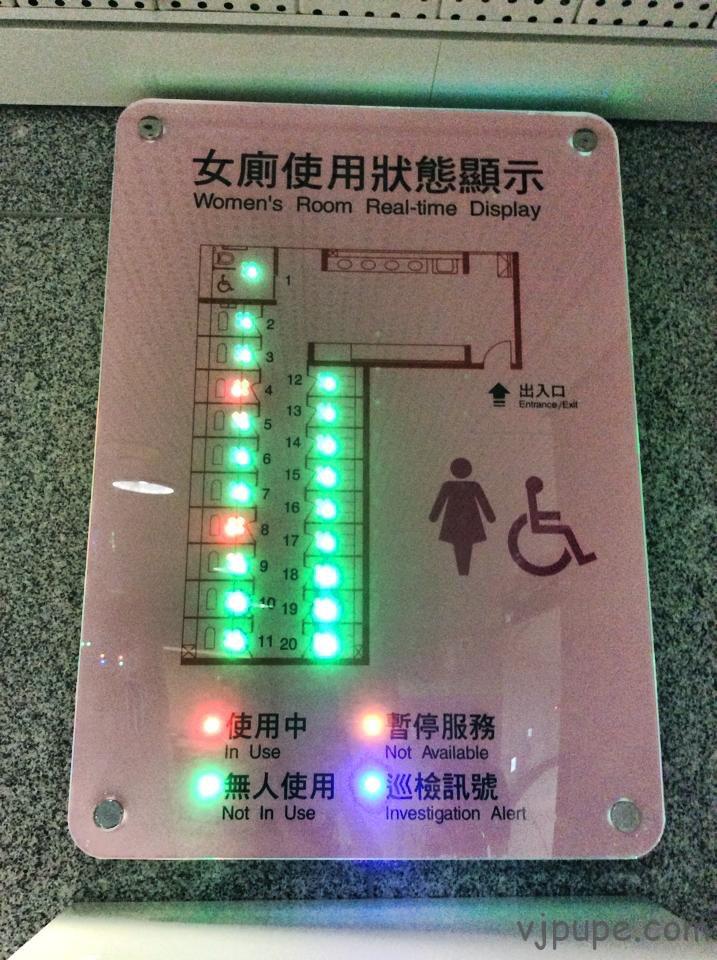 女廁使用狀態顯示
Women's Room Real-time Display
1
2
3
4
5
6
7
8
9
10
11
12
13
14
15
16
17
18
19
20
出入口
Entrance/Exit
使用中
In Use
暫停服務
Not Available
無人使用
Not In Use
巡檢訊號
Investigation Alert
vjpupe.com